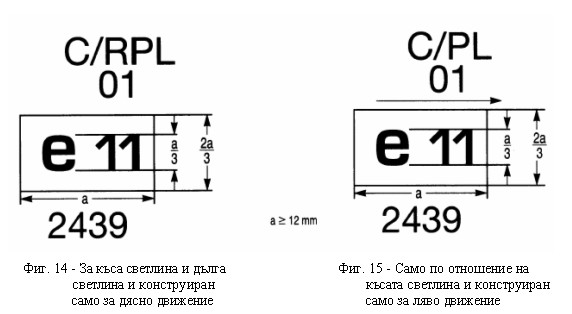 C/RPL
01
e 11
a/3
2a/3
a
2439
C/PL
01
e 11
a/3
2a/3
a
2439
a ≥ 12 mm
Фиг. 14 - За къса светлина и дълга
светлина и конструиран
само за дясно движение
Фиг. 15 - Само по отношение на
късата светлина и конструиран
само за ляво движение